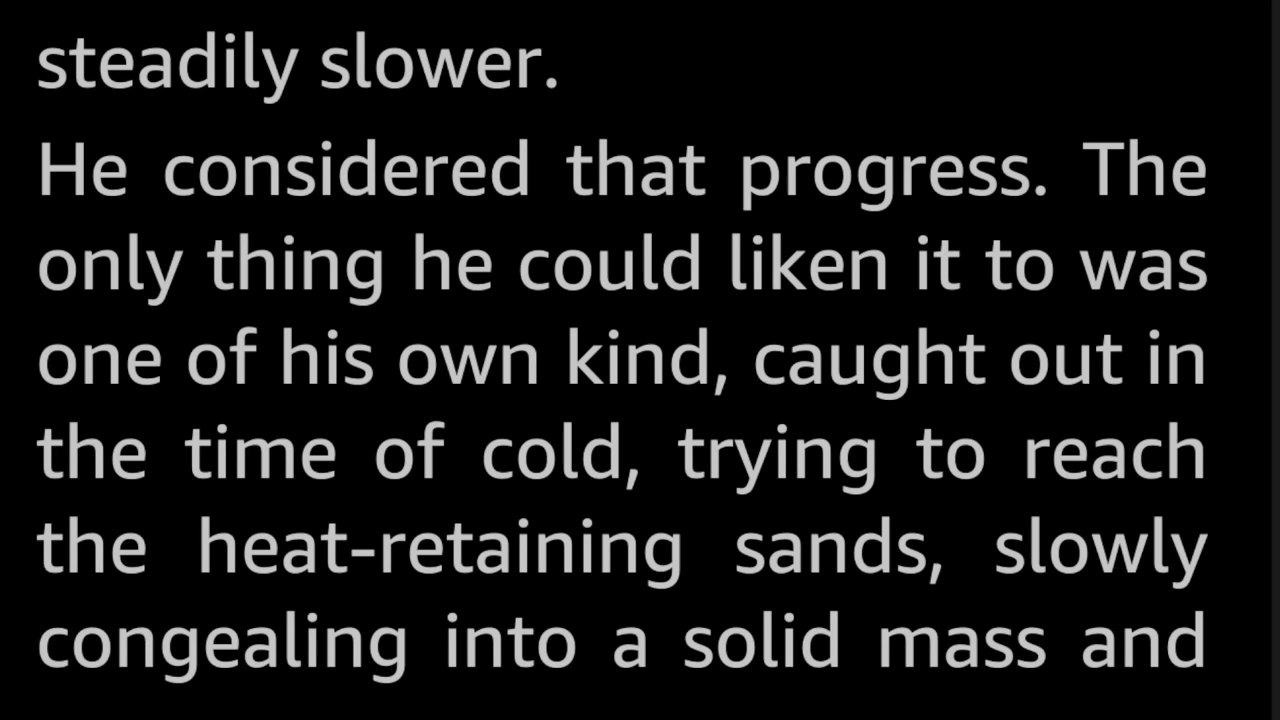 steadily slower.
He considered that progress. The
only thing he could liken it to was
one of his own kind, caught out in
the time of cold, trying to reach
the heat-retaining sands, slowly
congealing into a solid mass and